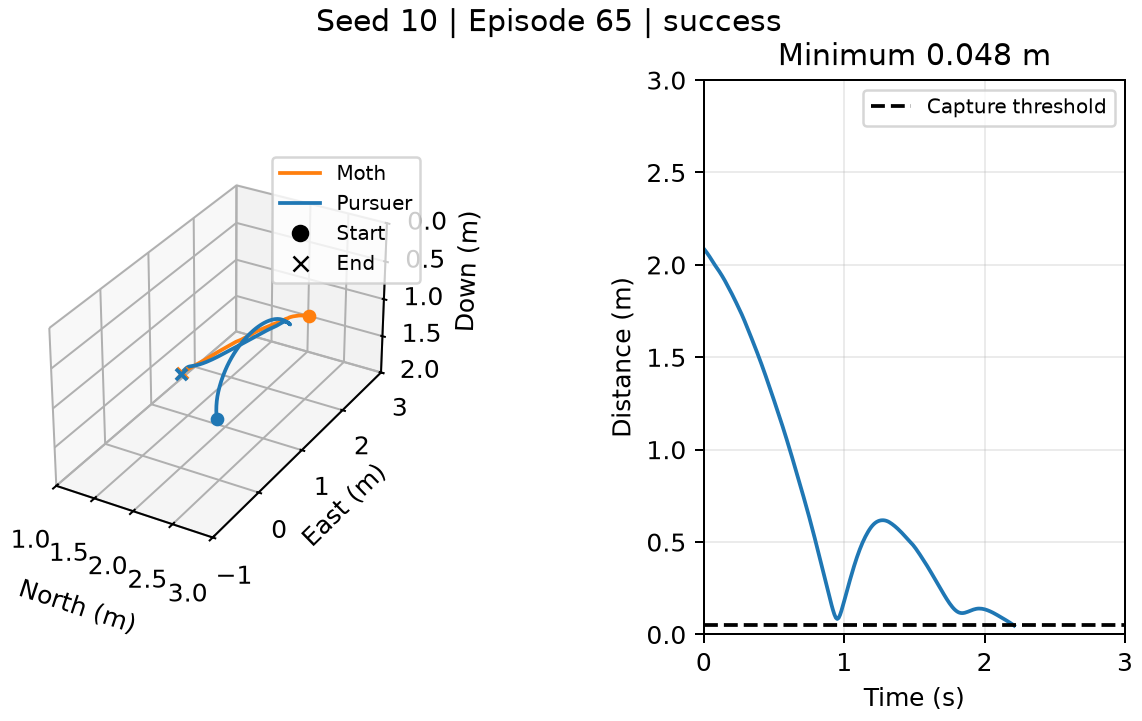 Seed 10 | Episode 65 | success
Moth
Pursuer
Start
End
0.0
0.5
1.0
1.5
2.0
Down (m)
3
2
1
0
−1
East (m)
1.0
1.5
2.0
2.5
3.0
North (m)
Minimum 0.048 m
Capture threshold
3.0
2.5
2.0
1.5
1.0
0.5
0.0
Distance (m)
0 1 2 3
Time (s)